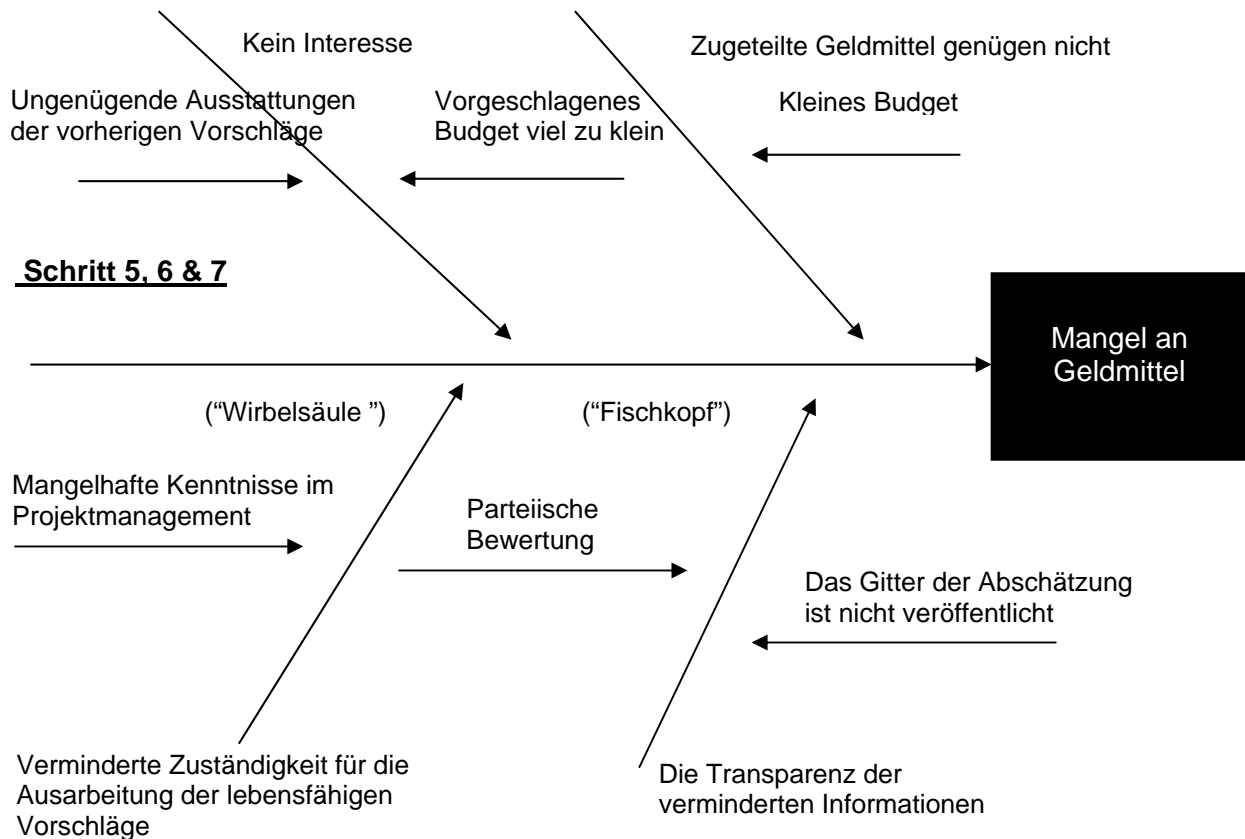 Kein Interesse
Zugeteilte Geldmittel genügen nicht
Ungenügende Ausstattungen
der vorherigen Vorschläge
Vorgeschlagenes
Budget viel zu klein
Kleines Budget
Schritt 5, 6 & 7
Mangel an
Geldmittel
(“Wirbelsäule ”)
(“Fischkopf”)
Mangelhafte Kenntnisse im
Projektmanagement
Parteiische
Bewertung
Das Gitter der Abschätzung
ist nicht veröffentlicht
Verminderte Zuständigkeit für die
Ausarbeitung der lebensfähigen
Vorschläge
Die Transparenz der
verminderten Informationen